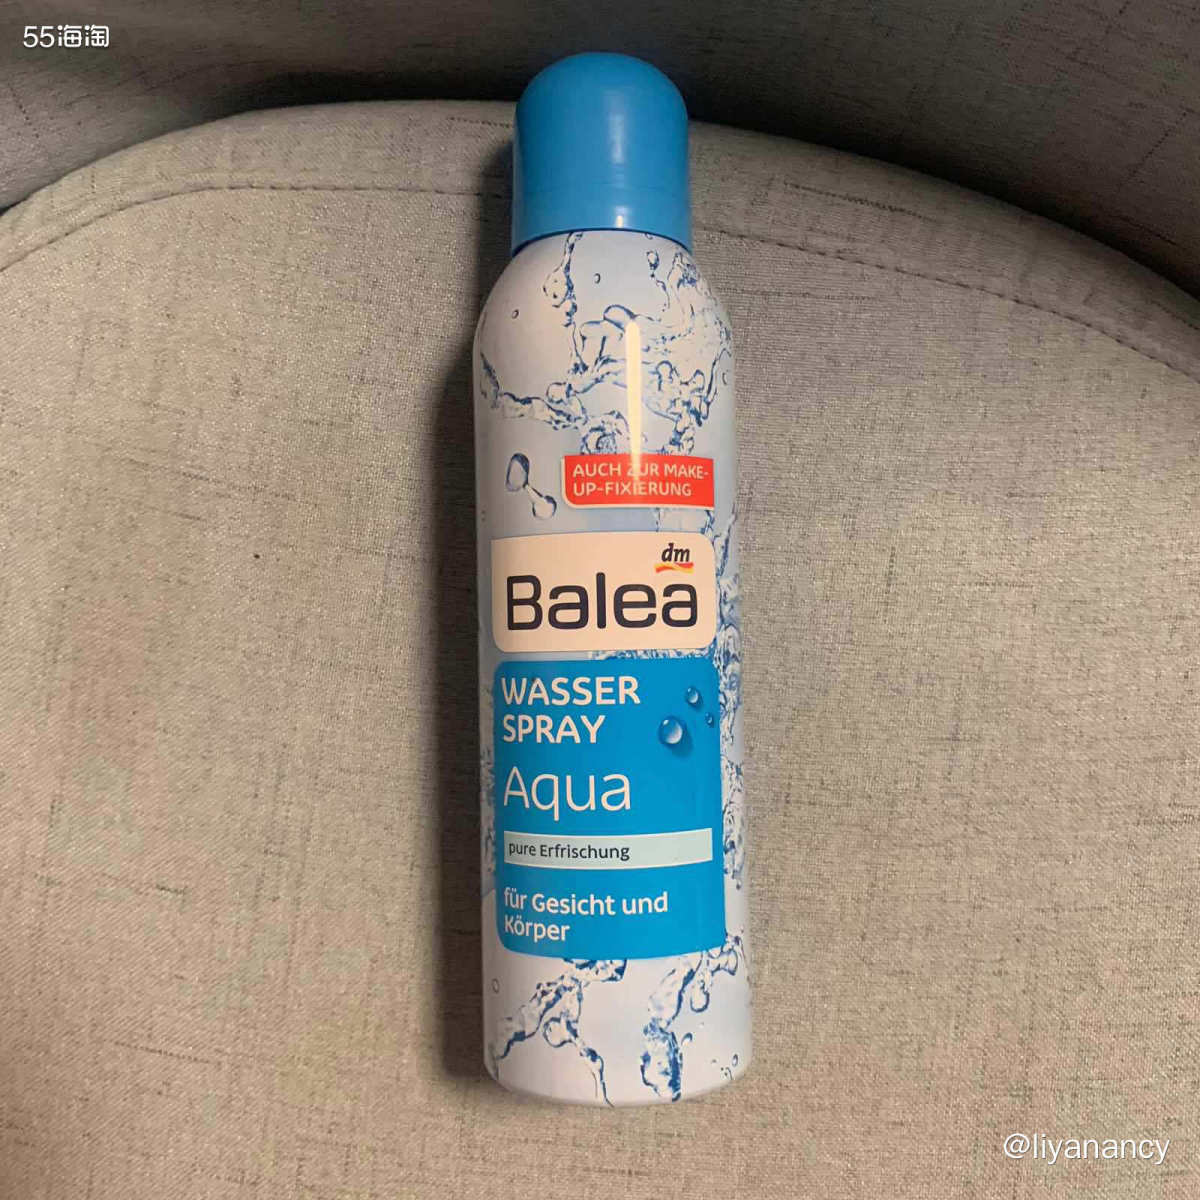 55海淘
AUCH ZUR MAKE-
UP-FIXIERUNG
dm
Balea
WASSER
SPRAY
Aqua
pure Erfrischung
für Gesicht und
Körper
@liyanancy